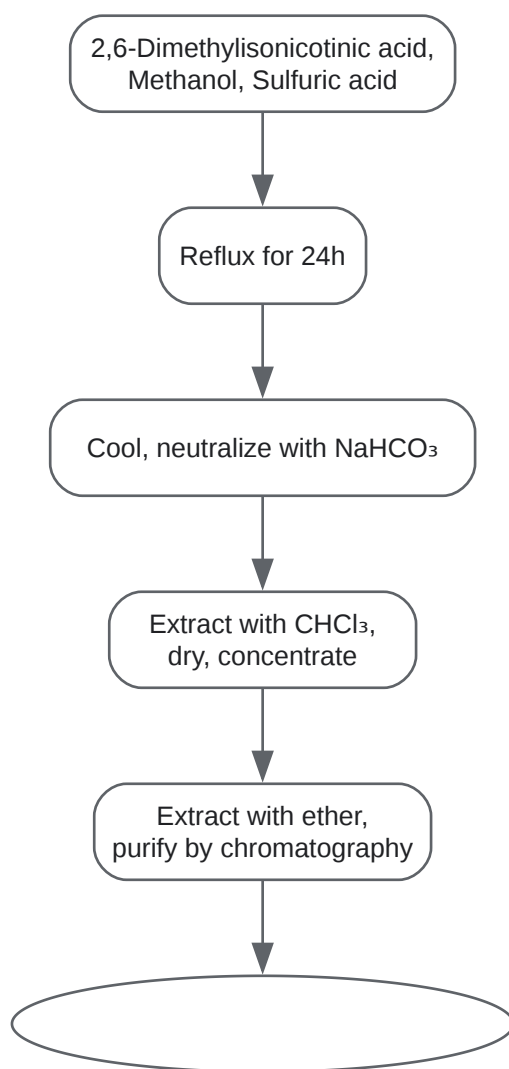 2,6-Dimethylisonicotinic acid,
Methanol, Sulfuric acid
Reflux for 24h
Cool, neutralize with NaHCO₃
Extract with CHCl₃,
dry, concentrate
Extract with ether,
purify by chromatography